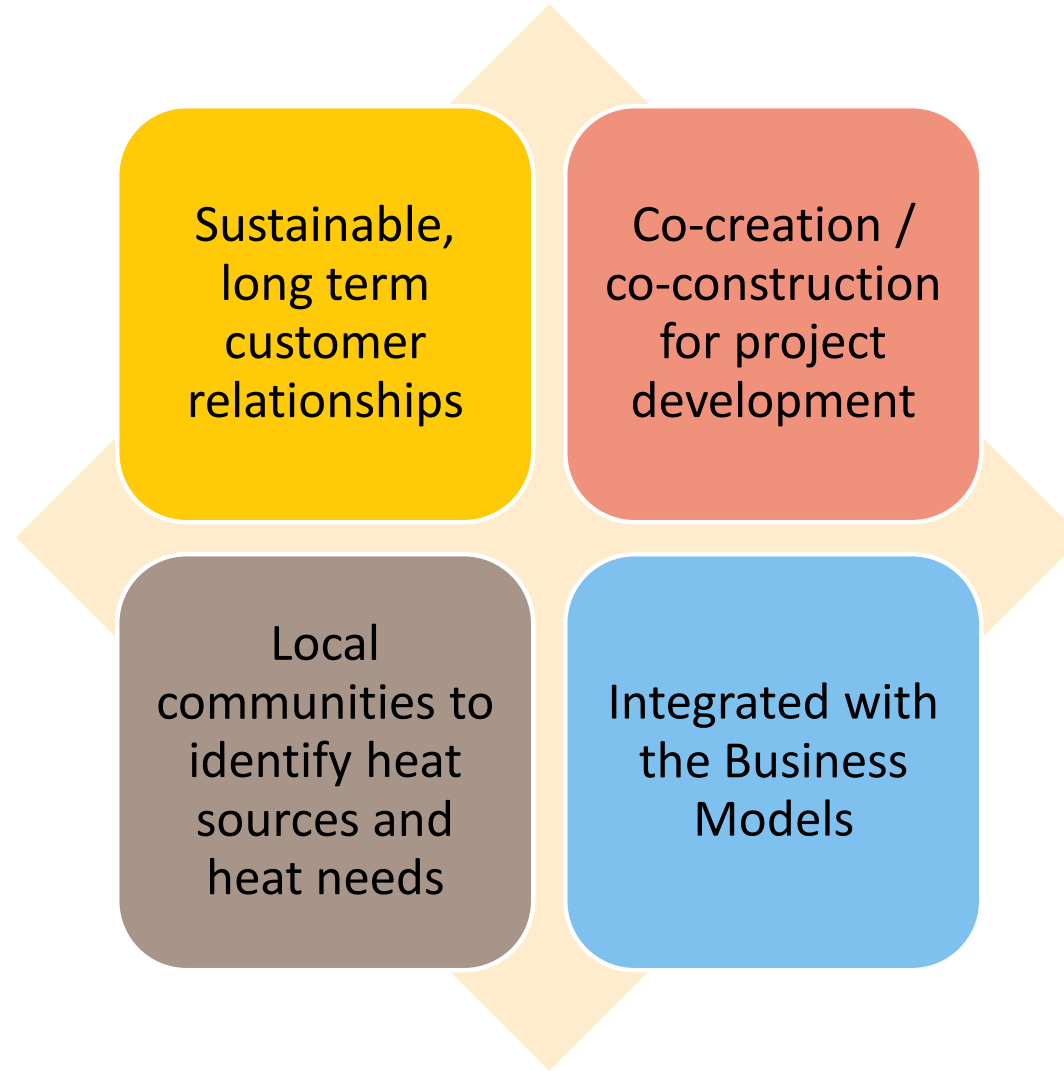 Sustainable,
long term
customer
relationships
Co-creation /
co-construction
for project
development
Local
communities to
identify heat
sources and
heat needs
Integrated with
the Business
Models